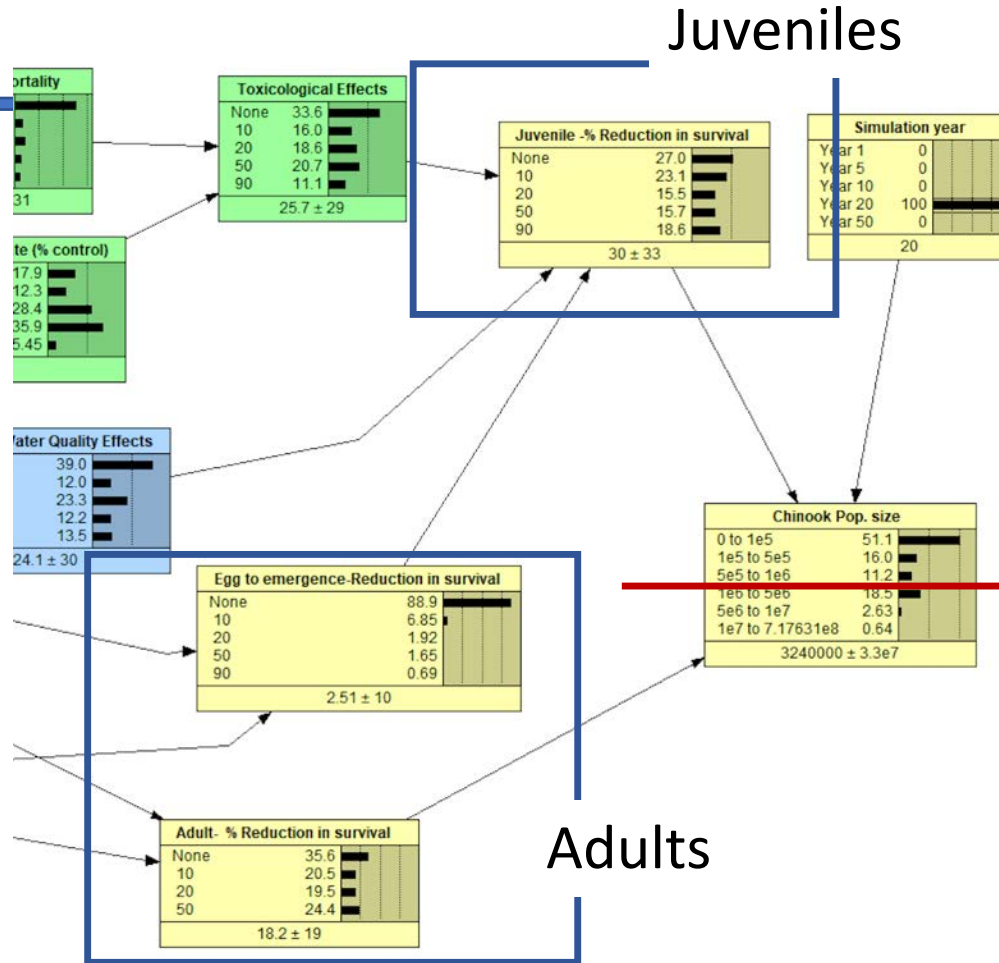 Juveniles
ortality
31
Toxicological Effects
None 33.6
10 16.0
20 18.6
50 20.7
90 11.1
25.7 ± 29
Juvenile -% Reduction in survival
None 27.0
10 23.1
20 15.5
50 15.7
90 18.6
30 ± 33
Simulation year
Year 1 0
Year 5 0
Year 10 0
Year 20 100
Year 50 0
20
te (% control)
17.9
12.3
28.4
35.9
5.45
Vater Quality Effects
39.0
12.0
23.3
12.2
13.5
24.1 ± 30
Chinook Pop. size
0 to 1e5 51.1
1e5 to 5e5 16.0
5e5 to 1e6 11.2
1e6 to 5e6 18.5
5e6 to 1e7 2.63
1e7 to 7.17631e8 0.64
3240000 ± 3.3e7
Egg to emergence-Reduction in survival
None 88.9
10 6.85
20 1.92
50 1.65
90 0.69
2.51 ± 10
Adult- % Reduction in survival
None 35.6
10 20.5
20 19.5
50 24.4
18.2 ± 19
Adults